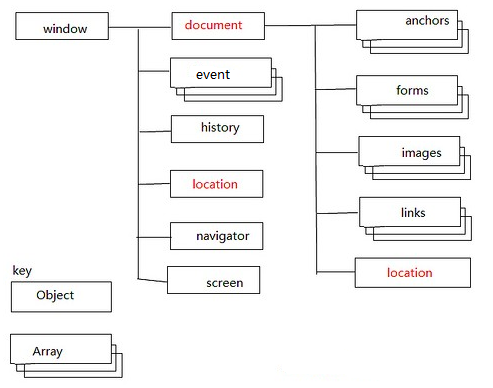 window
document
anchors
event
forms
history
images
location
links
navigator
location
screen
key
Object
Array